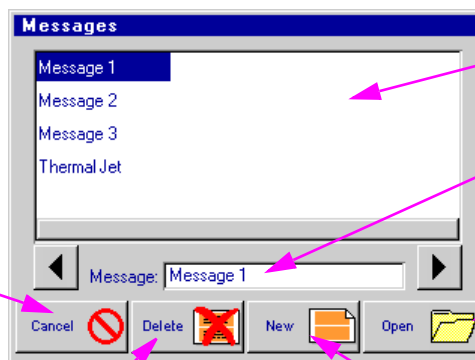 Messages
Message 1
Message 2
Message 3
Thermal Jet
Message: Message 1
Cancel Delete New Open